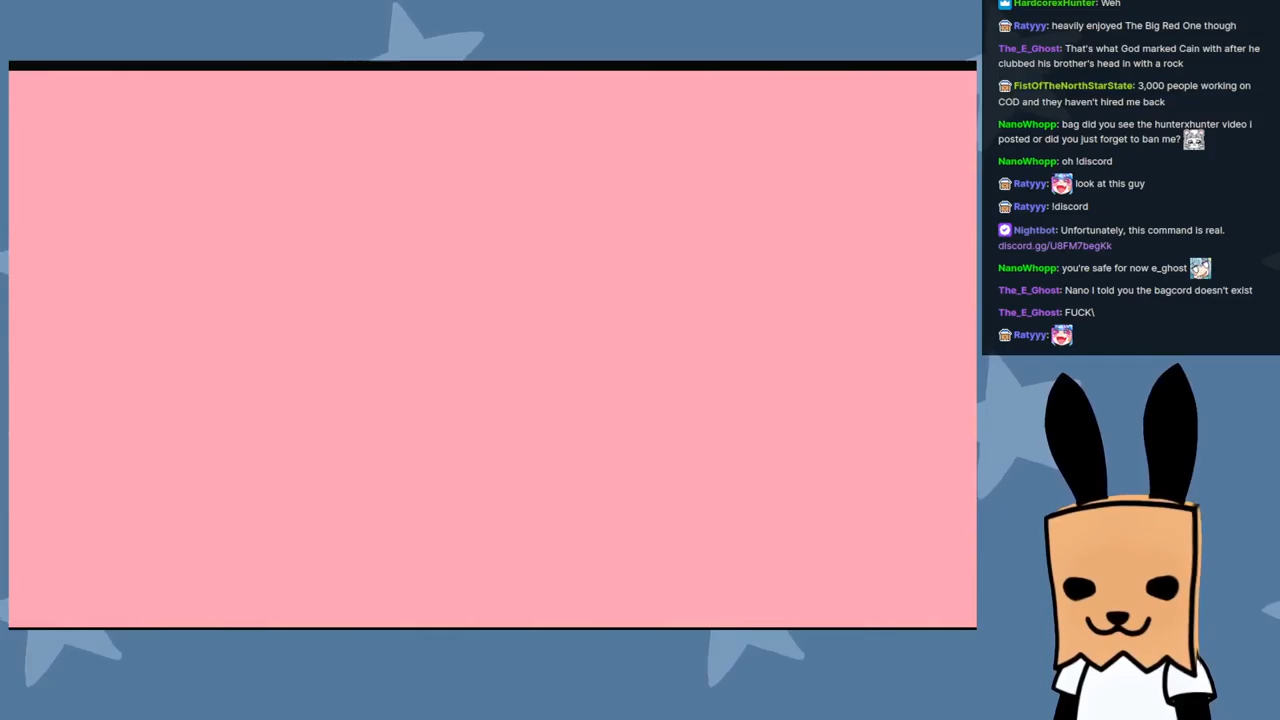 HardcorexHunter: Weh
Ratyyy: heavily enjoyed The Big Red One though
The_E_Ghost: That's what God marked Cain with after he
clubbed his brother's head in with a rock
FistOfTheNorthStarState: 3,000 people working on
COD and they haven't hired me back
NanoWhopp: bag did you see the hunterxhunter video i
posted or did you just forget to ban me?
NanoWhopp: oh !discord
Ratyyy: look at this guy
Ratyyy: !discord
Nightbot: Unfortunately, this command is real.
discord.gg/U8FM7begKk
NanoWhopp: you're safe for now e_ghost
The_E_Ghost: Nano I told you the bagcord doesn't exist
The_E_Ghost: FUCK\
Ratyyy: